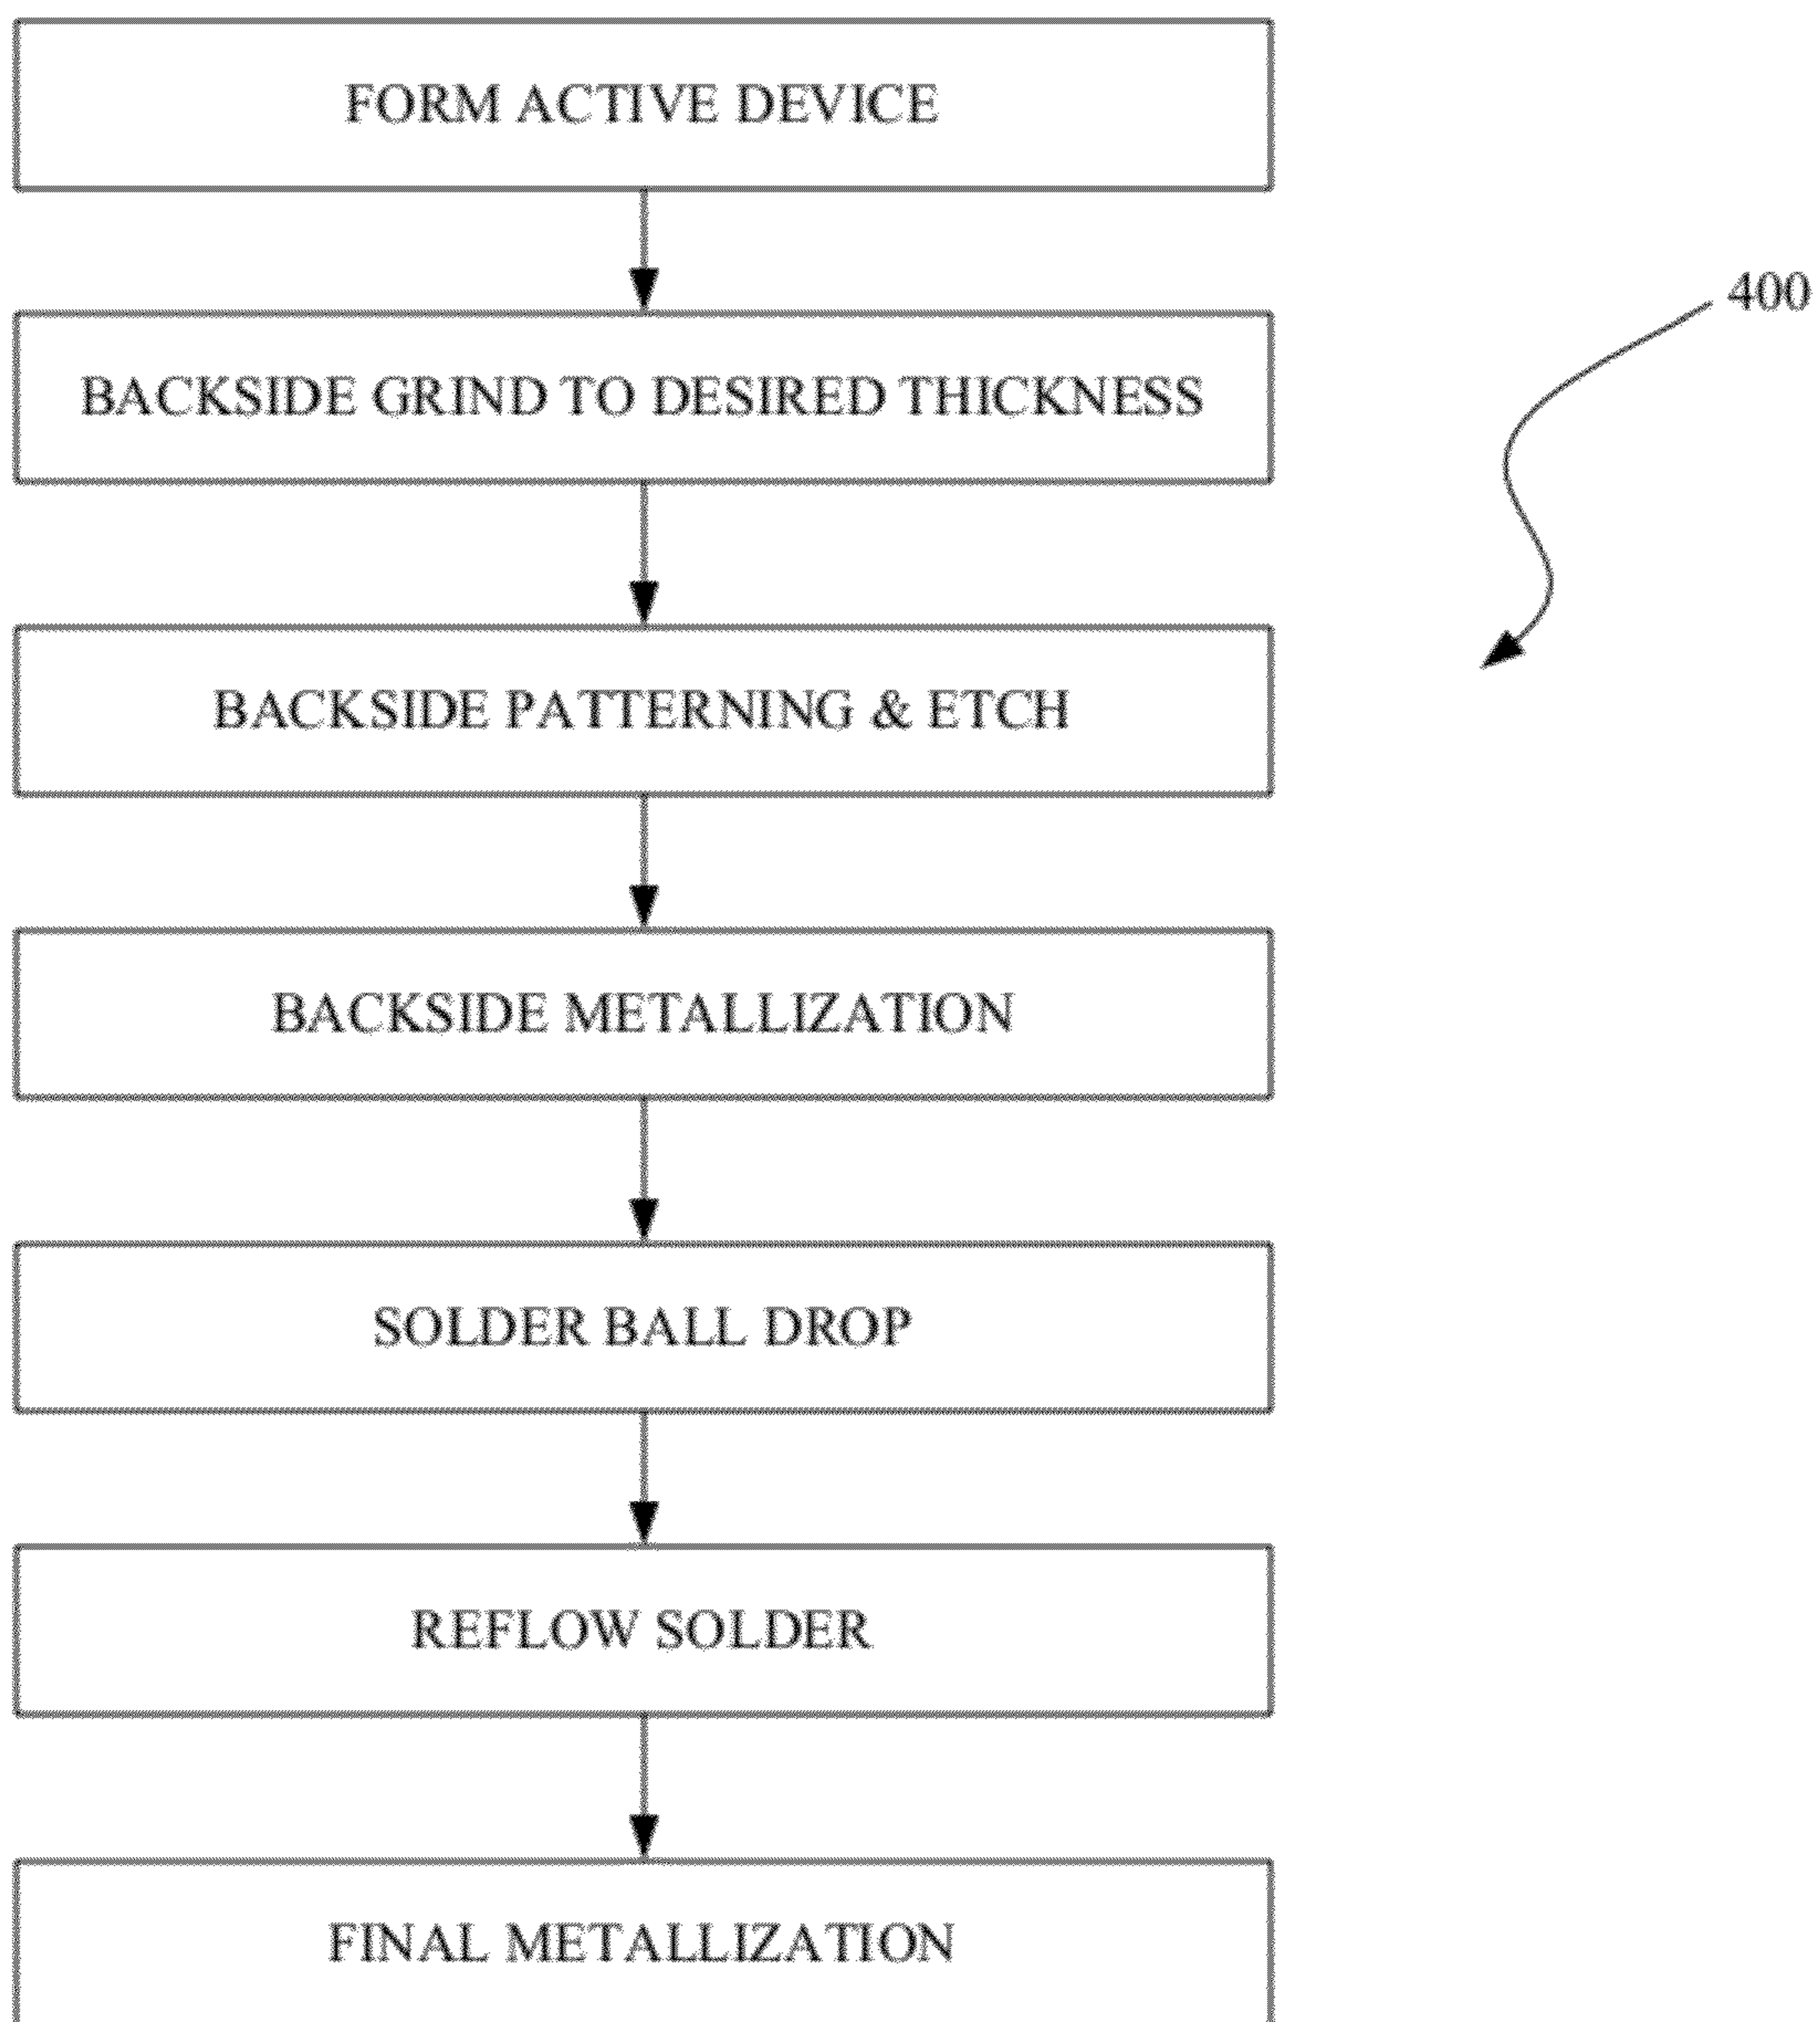 FORM ACTIVE DEVICE
400
BACKSIDE GRIND TO DESIRED THICKNESS
BACKSIDE PATTERNING & ETCH
BACKSIDE METALLIZATION
SOLDER BALL DROP
REFLOW SOLDER
FINAL METALLIZATION